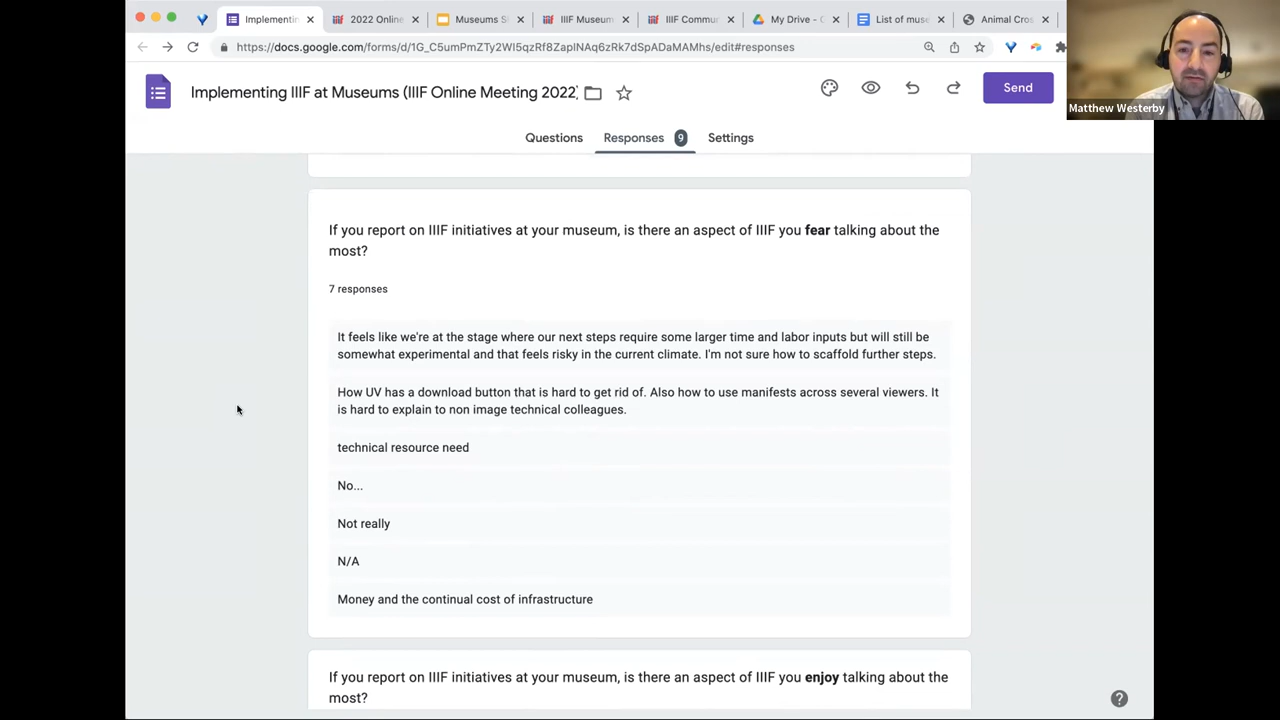 Implementin
2022 Online
Museums S
IIIF Museum
IIIF Commu
My Drive -
List of muse
Animal Cros
https://docs.google.com/forms/d/1G_C5umPmZTy2WI5qzRf8ZapINAq6zRk7dSpADaMAMhs/edit#responses
Implementing IIIF at Museums (IIIF Online Meeting 2022)
Send
Matthew Westerby
Questions
Responses 9
Settings
If you report on IIIF initiatives at your museum, is there an aspect of IIIF you fear talking about the
most?
7 responses
It feels like we're at the stage where our next steps require some larger time and labor inputs but will still be
somewhat experimental and that feels risky in the current climate. I'm not sure how to scaffold further steps.
How UV has a download button that is hard to get rid of. Also how to use manifests across several viewers. It
is hard to explain to non image technical colleagues.
technical resource need
No...
Not really
N/A
Money and the continual cost of infrastructure
If you report on IIIF initiatives at your museum, is there an aspect of IIIF you enjoy talking about the
most?